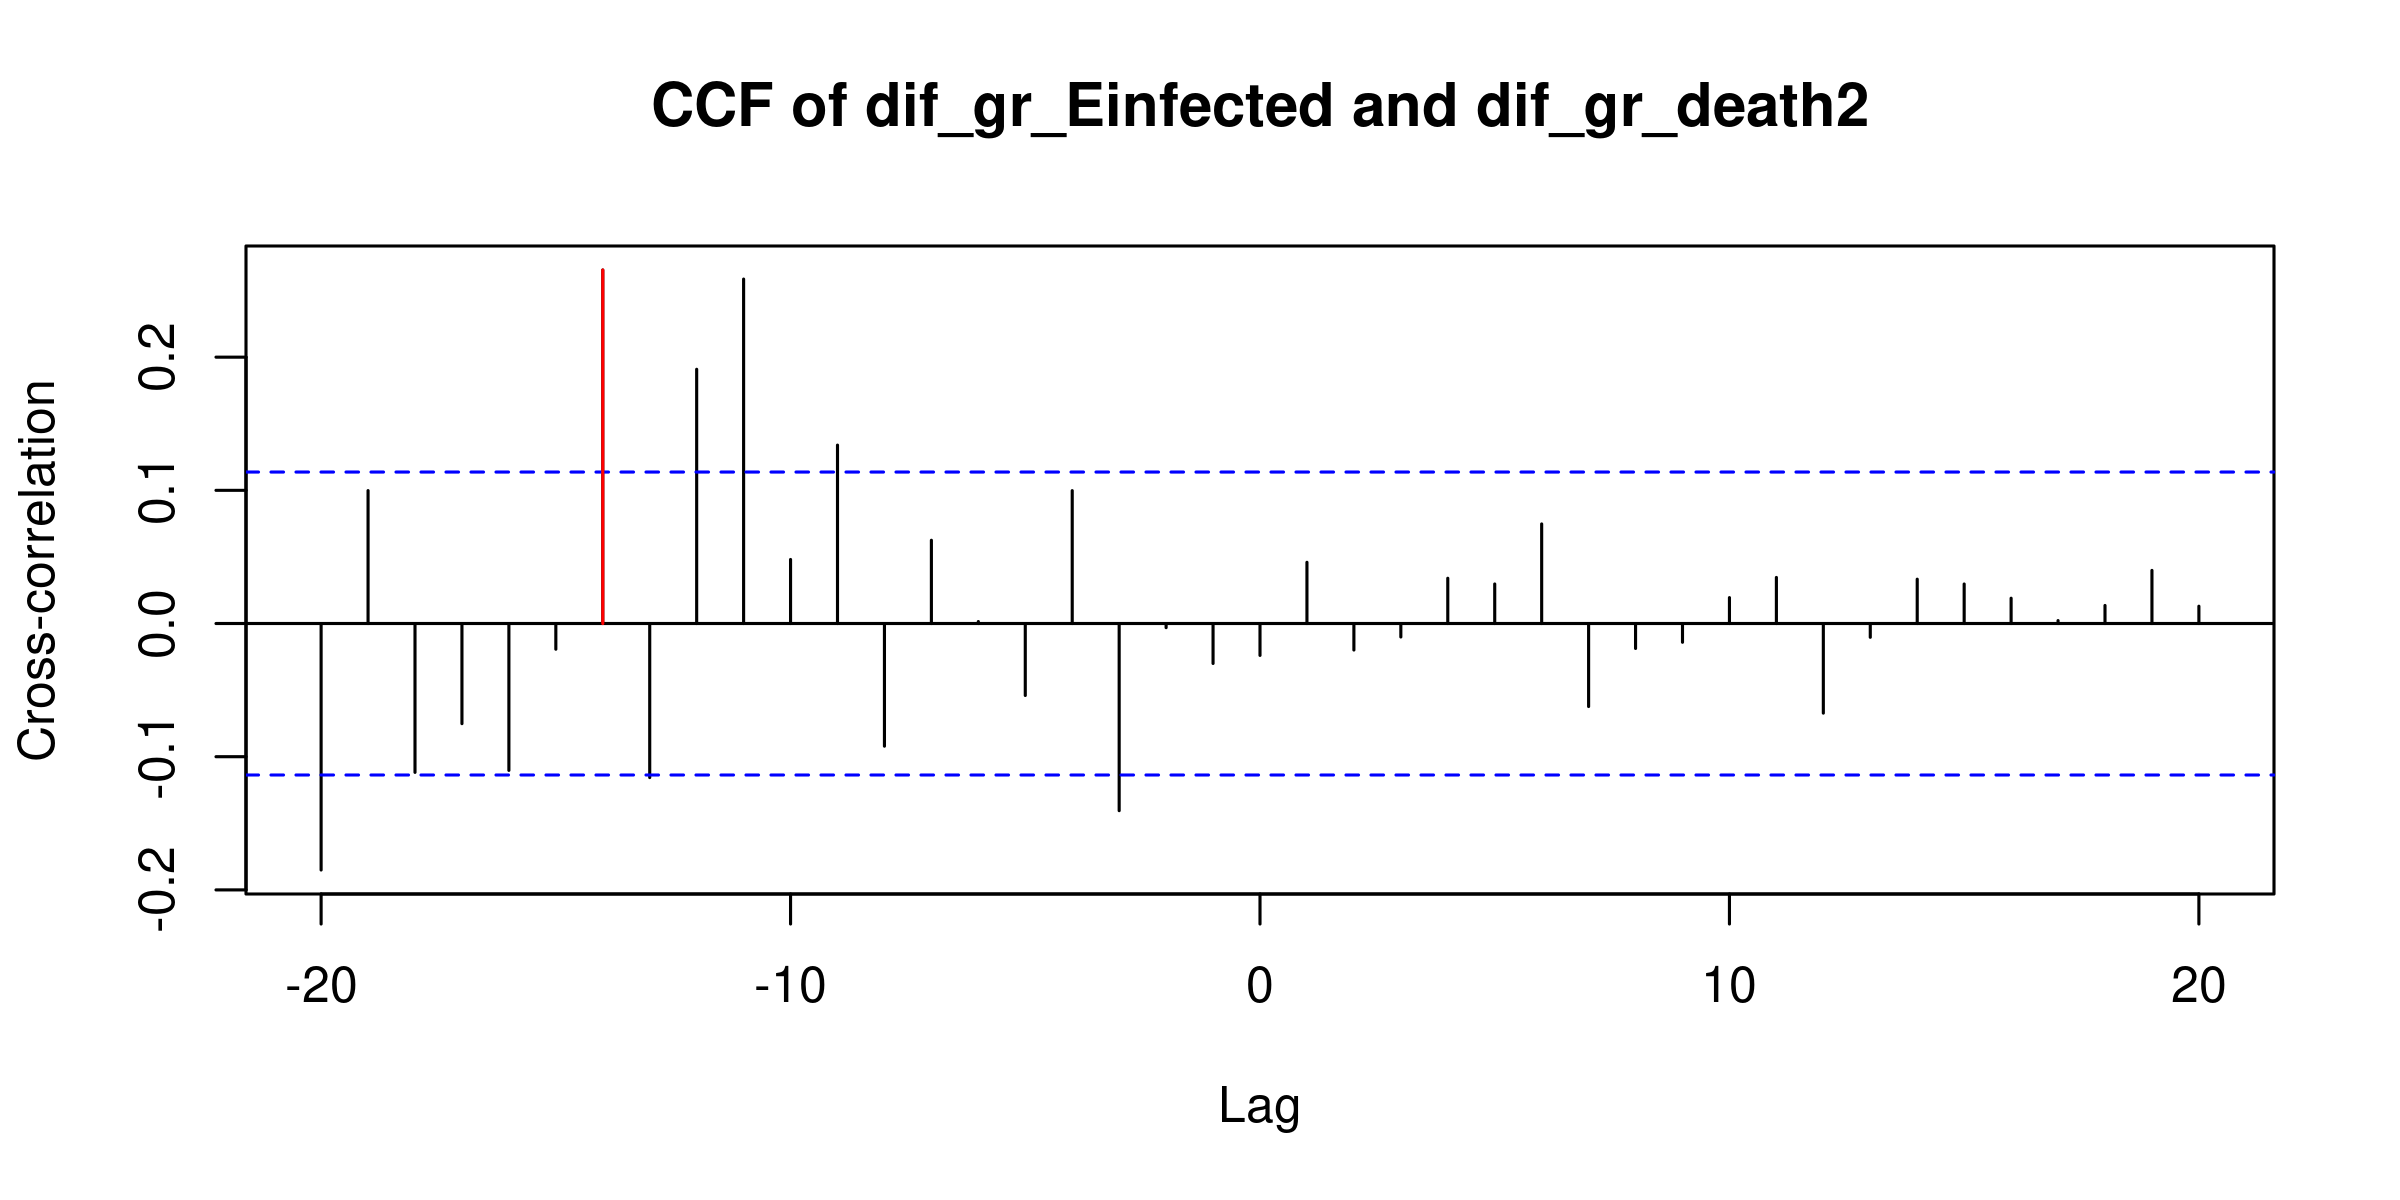 CCF of dif_gr_Einfected and dif_gr_death2
Cross-correlation
0.2
0.1
0.0
-0.1
-0.2
-20 -10 0 10 20
Lag